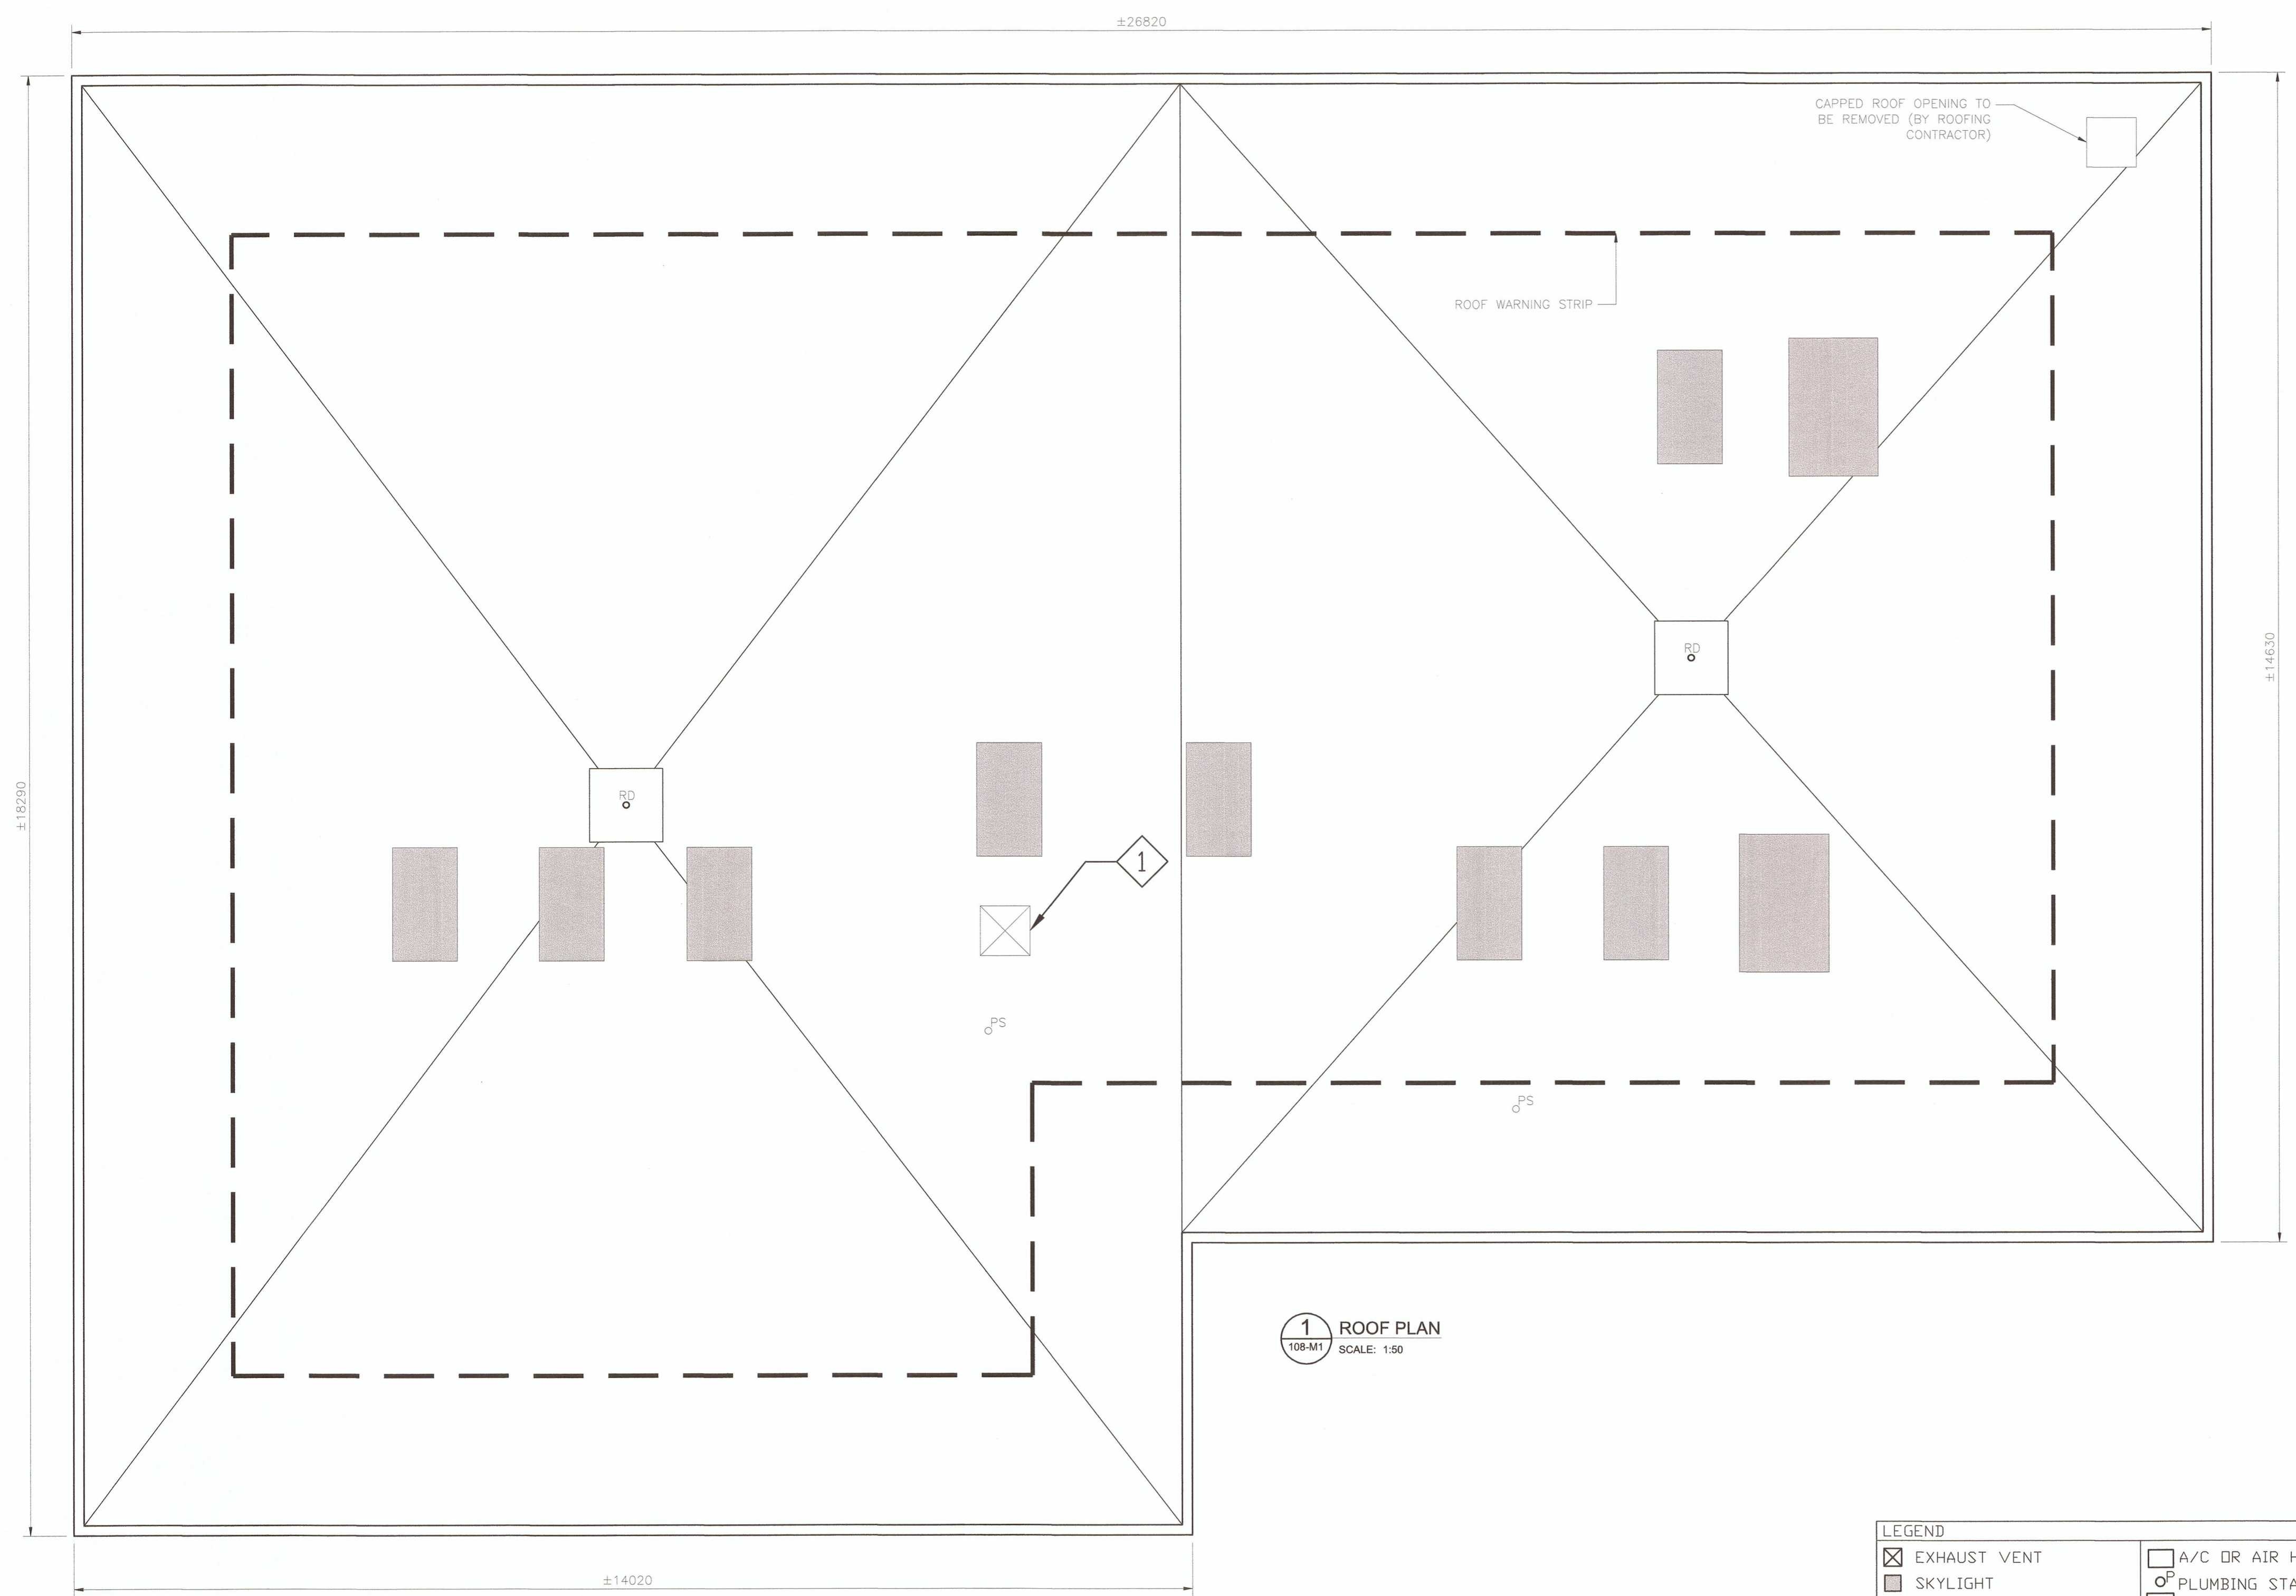 ±26820
CAPPED ROOF OPENING TO
BE REMOVED (BY ROOFING
CONTRACTOR)
ROOF WARNING STRIP
RD
±14630
RD
±18290
1
PS
PS
1
108-M1
ROOF PLAN
SCALE: 1:50
±14020
LEGEND
EXHAUST VENT
A/C OR AIR H
SKYLIGHT
P
PLUMBING STA